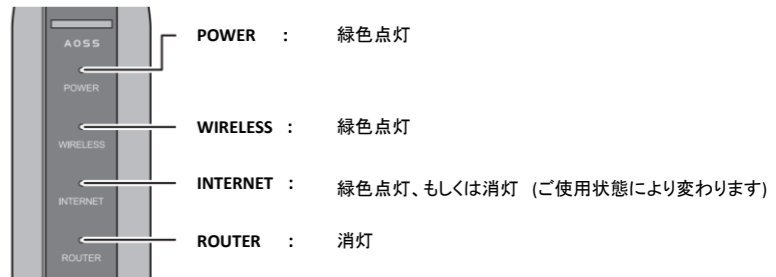 AOSS
POWER : 緑色点灯
POWER
WIRELESS : 緑色点灯
WIRELESS
INTERNET : 緑色点灯、もしくは消灯 (ご使用状態により変わります)
INTERNET
ROUTER : 消灯
ROUTER